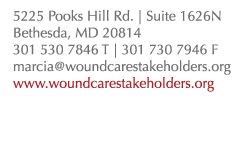 5225 Pooks Hill Rd. | Suite 1626N
Bethesda, MD 20814
301 530 7846 T | 301 730 7946 F
marcia@woundcarestakeholders.org
www.woundcarestakeholders.org